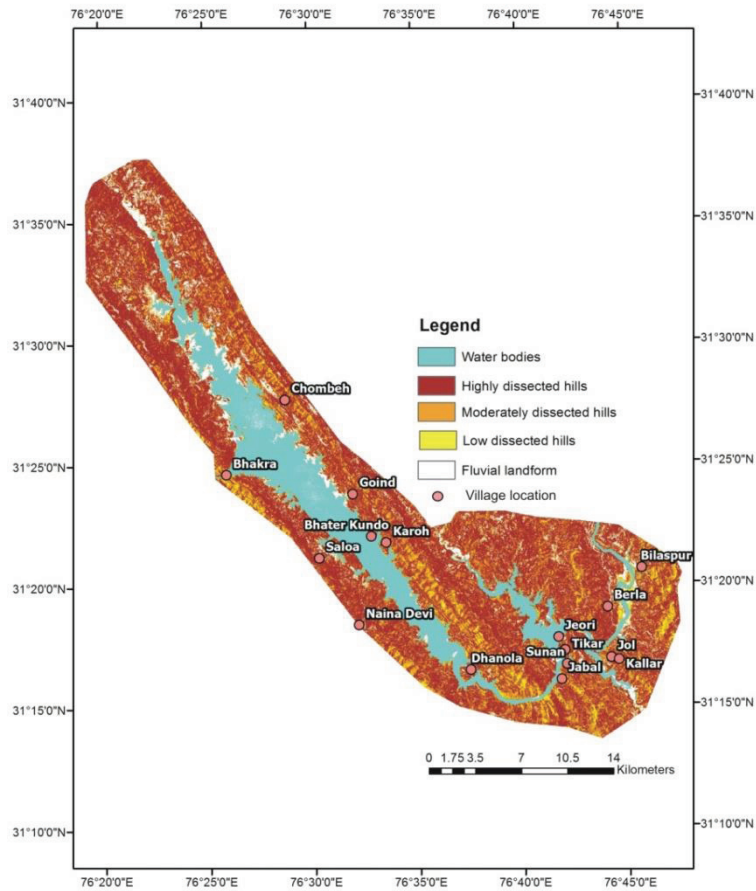 76°20'0"E 76°25'0"E 76°30'0"E 76°35'0"E 76°40'0"E 76°45'0"E
31°40'0"N 31°40'0"N
31°35'0"N 31°35'0"N
31°30'0"N 31°30'0"N
31°25'0"N 31°25'0"N
31°20'0"N 31°20'0"N
31°15'0"N 31°15'0"N
31°10'0"N 31°10'0"N
Legend
Water bodies
Highly dissected hills
Moderately dissected hills
Low dissected hills
Fluvial landform
Village location
Chombeh
Bhakra
Goind
Bhater Kundo
Karoh
Saloa
Bilaspur
Berla
Naina Devi
Jeori
Tikar
Sunan
Jol
Dhanola
Jabal
Kallar
0 1.75 3.5 7 10.5 14
Kilometers
76°20'0"E 76°25'0"E 76°30'0"E 76°35'0"E 76°40'0"E 76°45'0"E